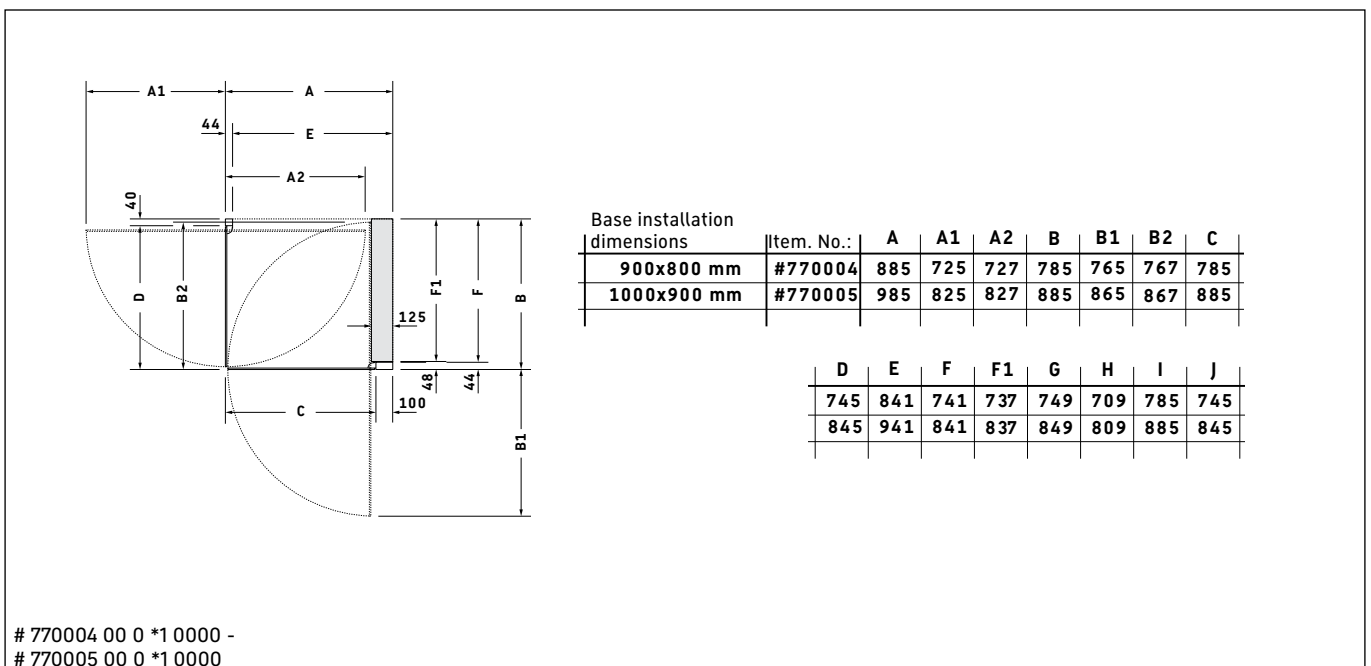 A1 A
44 E
A2
40
D B2 F1 F B
125
48 44
C 100
B1
Base installation
dimensions Item. No.: A A1 A2 B B1 B2 C
900x800 mm #770004 885 725 727 785 765 767 785
1000x900 mm #770005 985 825 827 885 865 867 885
D E F F1 G H I J
745 841 741 737 749 709 785 745
845 941 841 837 849 809 885 845
# 770004 00 0 *1 0000 -
# 770005 00 0 *1 0000